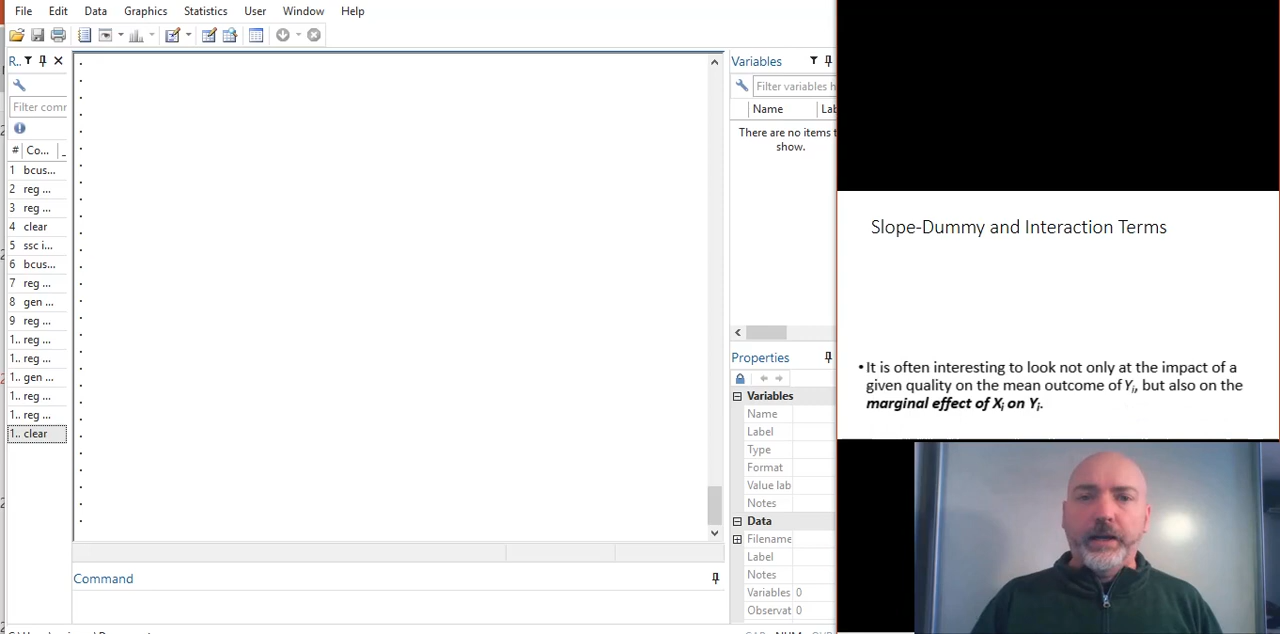 File Edit Data Graphics Statistics User Window Help
R..
Filter comm
# Co...
1 bcus...
2 reg ...
3 reg ...
4 clear
5 ssc i...
6 bcus...
7 reg ...
8 gen ...
9 reg ...
1.. reg ...
1.. reg ...
1.. gen ...
1.. reg ...
1.. reg ...
1.. clear
Command
Variables
Filter variables h
Name Lab
There are no items t
show.
Properties
Variables
Name
Label
Type
Format
Value lab
Notes
Data
Filename
Label
Notes
Variables 0
Observat 0
Slope-Dummy and Interaction Terms
•It is often interesting to look not only at the impact of a
given quality on the mean outcome of Yi, but also on the
marginal effect of Xi on Yi.